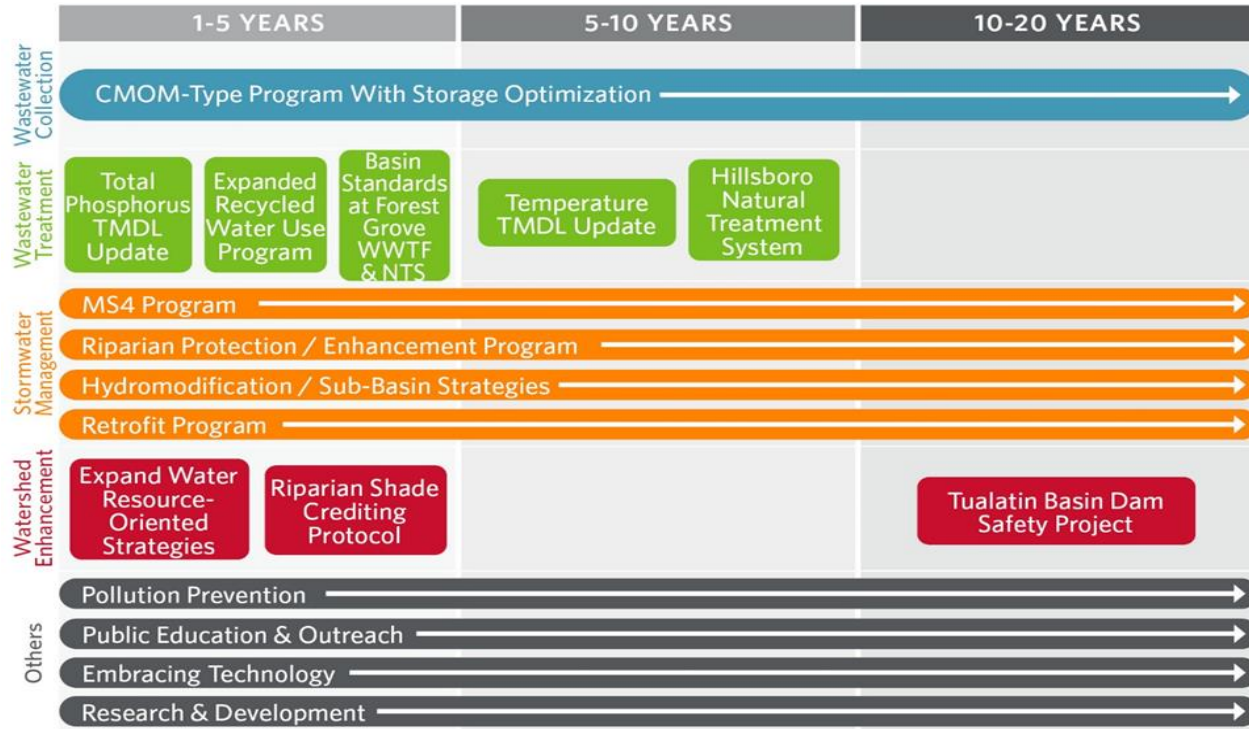 1-5 YEARS
5-10 YEARS
10-20 YEARS
Wastewater
Collection
CMOM-Type Program With Storage Optimization
Wastewater
Treatment
Total
Phosphorus
TMDL
Update
Expanded
Recycled
Water Use
Program
Basin
Standards
at Forest
Grove
WWTF
& NTS
Temperature
TMDL Update
Hillsboro
Natural
Treatment
System
Stormwater
Management
MS4 Program
Riparian Protection / Enhancement Program
Hydromodification / Sub-Basin Strategies
Retrofit Program
Watershed
Enhancement
Expand Water
Resource-
Oriented
Strategies
Riparian Shade
Crediting
Protocol
Tualatin Basin Dam
Safety Project
Others
Pollution Prevention
Public Education & Outreach
Embracing Technology
Research & Development